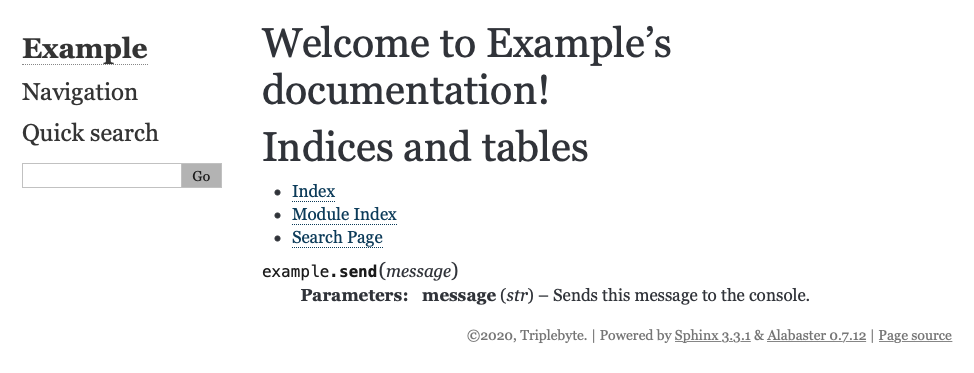 Example
Navigation
Quick search
Go
Welcome to Example’s
documentation!
Indices and tables
Index
Module Index
Search Page
example.send(message)
Parameters: message (str) – Sends this message to the console.
©2020, Triplebyte. | Powered by Sphinx 3.3.1 & Alabaster 0.7.12 | Page source